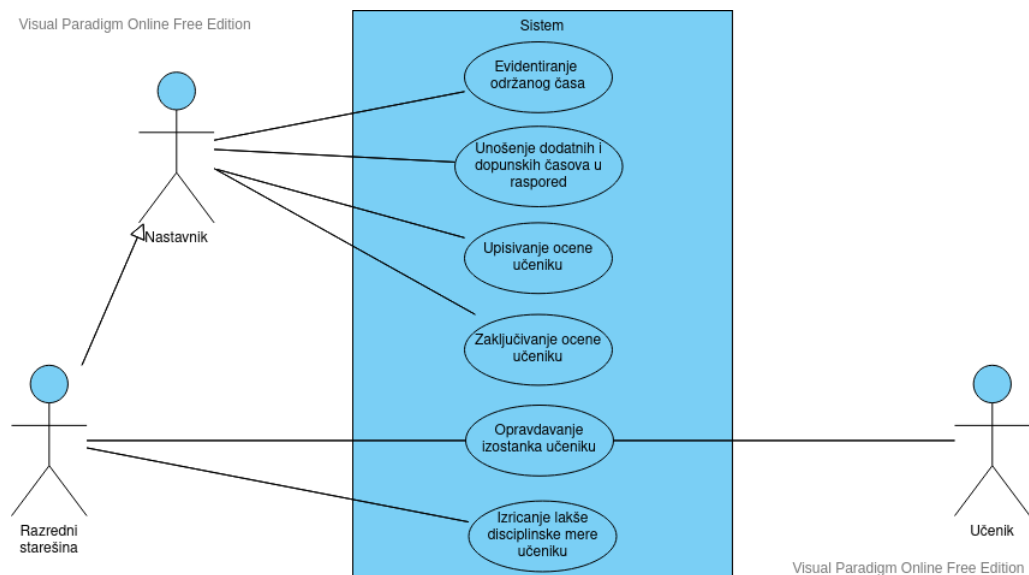 Visual Paradigm Online Free Edition
Sistem
Evidentiranje
održanog časa
Unošenje dodatnih i
dopunskih časova u
raspored
Nastavnik
Upisivanje ocene
učeniku
Zaključivanje ocene
učeniku
Opravdavanje
izostanka učeniku
Razredni
starešina
Izricanje lakše
disciplinske mere
učeniku
Učenik
Visual Paradigm Online Free Edition